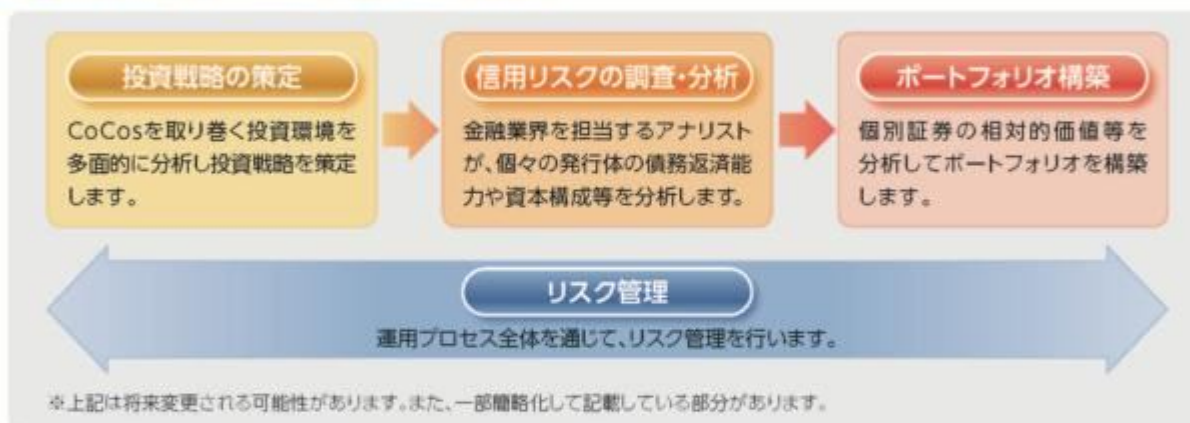 投資戦略の策定
CoCosを取り巻く投資環境を
多面的に分析し投資戦略を策定
します。
信用リスクの調査・分析
金融業界を担当するアナリスト
が、個々の発行体の債務返済能
力や資本構成等を分析します。
ポートフォリオ構築
個別証券の相対的価値等を
分析してポートフォリオを構築
します。
リスク管理
運用プロセス全体を通じて、リスク管理を行います。
※上記は将来変更される可能性があります。また、一部簡略化して記載している部分があります。